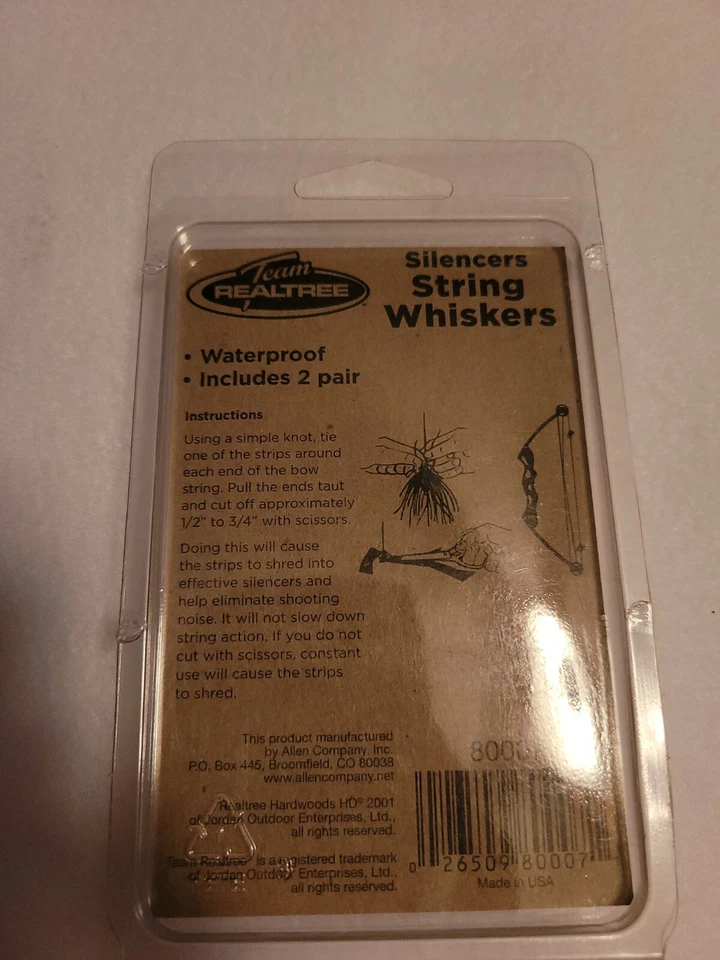 Team
REALTREE
Silencers
String
Whiskers
• Waterproof
• Includes 2 pair
Instructions
Using a simple knot, tie
one of the strips around
each end of the bow
string. Pull the ends taut
and cut off approximately
1/2" to 3/4" with scissors.
Doing this will cause
the strips to shred into
effective silencers and
help eliminate shooting
noise. It will not slow down
string action. If you do not
cut with scissors, constant
use will cause the strips
to shred.
This product manufactured
by Allen Company, Inc.
P.O. Box 445, Broomfield, CO 80038
www.allencompany.net
Realtree Hardwoods HD® 2001
of Jordan Outdoor Enterprises, Ltd.,
all rights reserved.
Team Realtree® is a registered trademark
of Jordan Outdoor Enterprises, Ltd.,
all rights reserved.
0 26509 80007
Made in USA